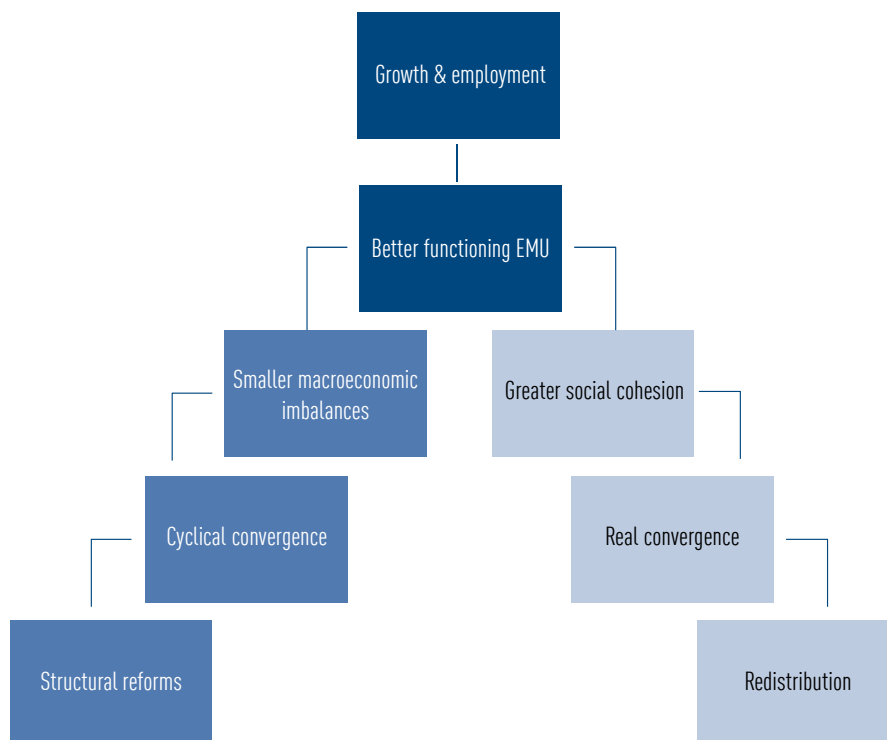 Growth & employment
Better functioning EMU
Smaller macroeconomic
imbalances
Greater social cohesion
Cyclical convergence
Real convergence
Structural reforms
Redistribution